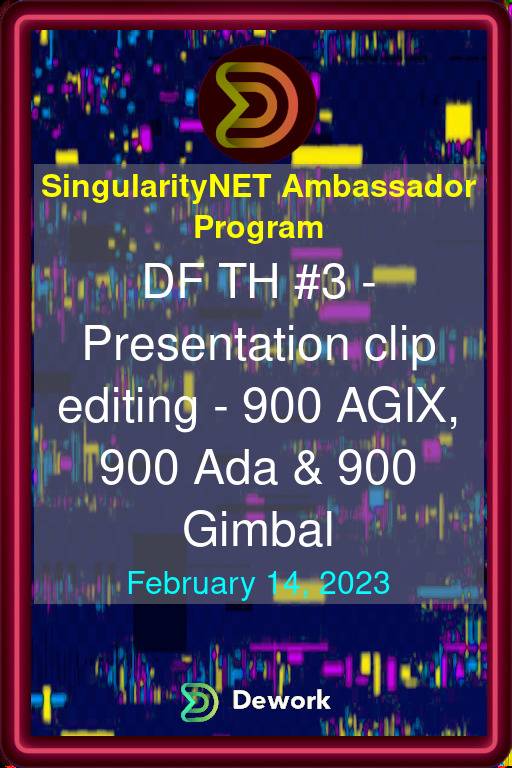 SingularityNET Ambassador
Program
DF TH #3 -
Presentation clip
editing - 900 AGIX,
900 Ada & 900
Gimbal
February 14, 2023
Dework